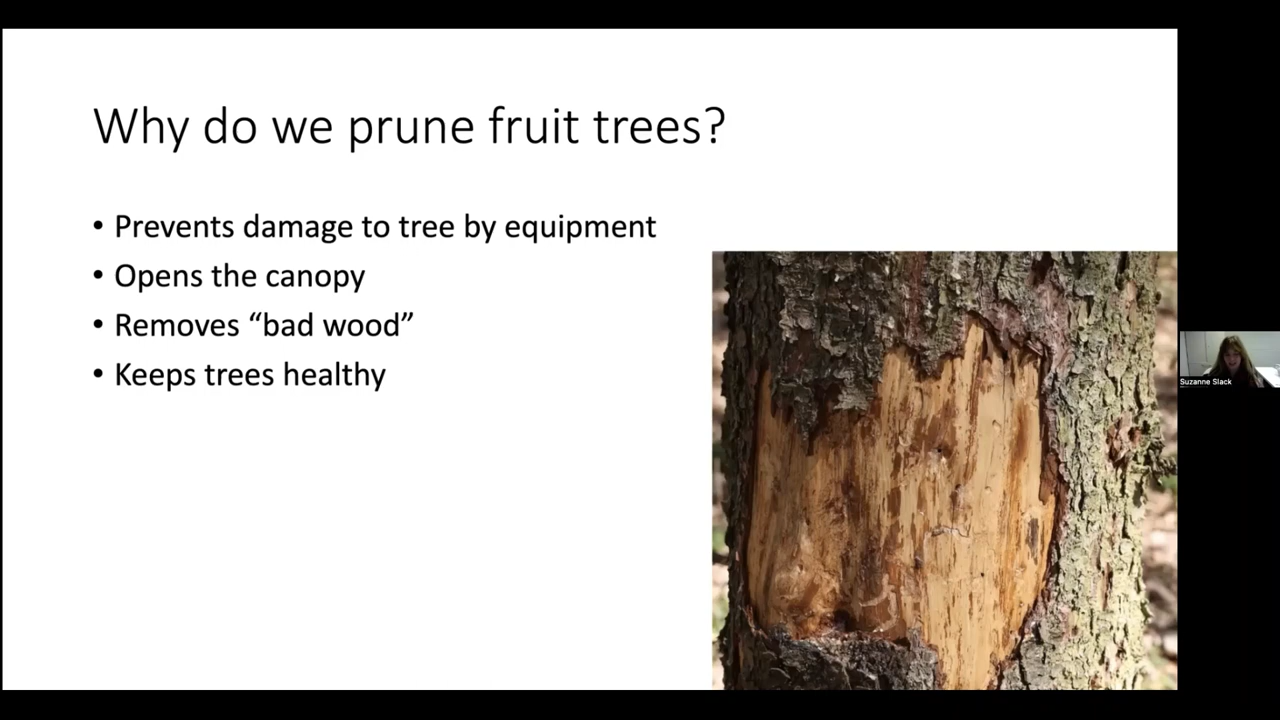 Why do we prune fruit trees?
• Prevents damage to tree by equipment
• Opens the canopy
• Removes “bad wood”
• Keeps trees healthy
Suzanne Slack